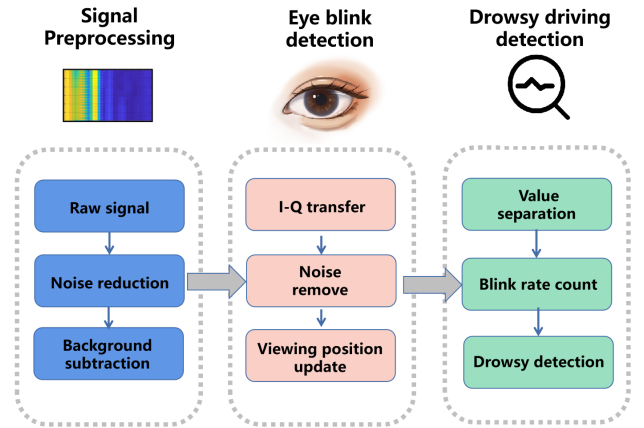 Signal
Preprocessing
Eye blink
detection
Drowsy driving
detection
Raw signal
Noise reduction
Background
subtraction
I-Q transfer
Noise
remove
Viewing position
update
Value
separation
Blink rate count
Drowsy detection